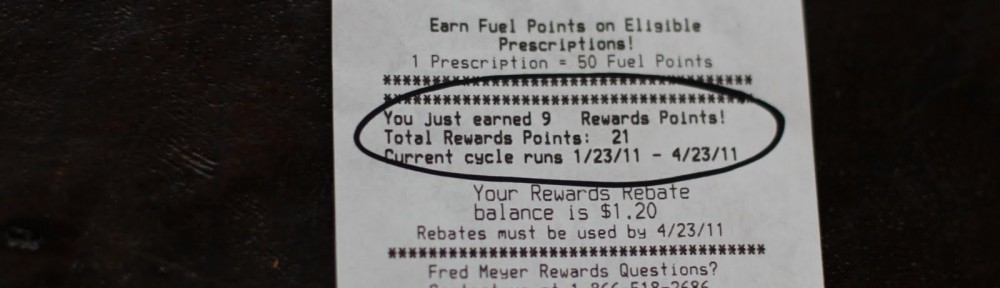 Earn Fuel Points on Eligible
Prescriptions!
1 Prescription = 50 Fuel Points
**************************************
**************************************
You Just earned 9 Rewards Points!
Total Rewards Points: 21
Current cycle runs 1/23/11 - 4/23/11
Your Rewards Rebate
balance is $1.20
Rebates must be used by 4/23/11
***************************************
Fred Meyer Rewards Questions?